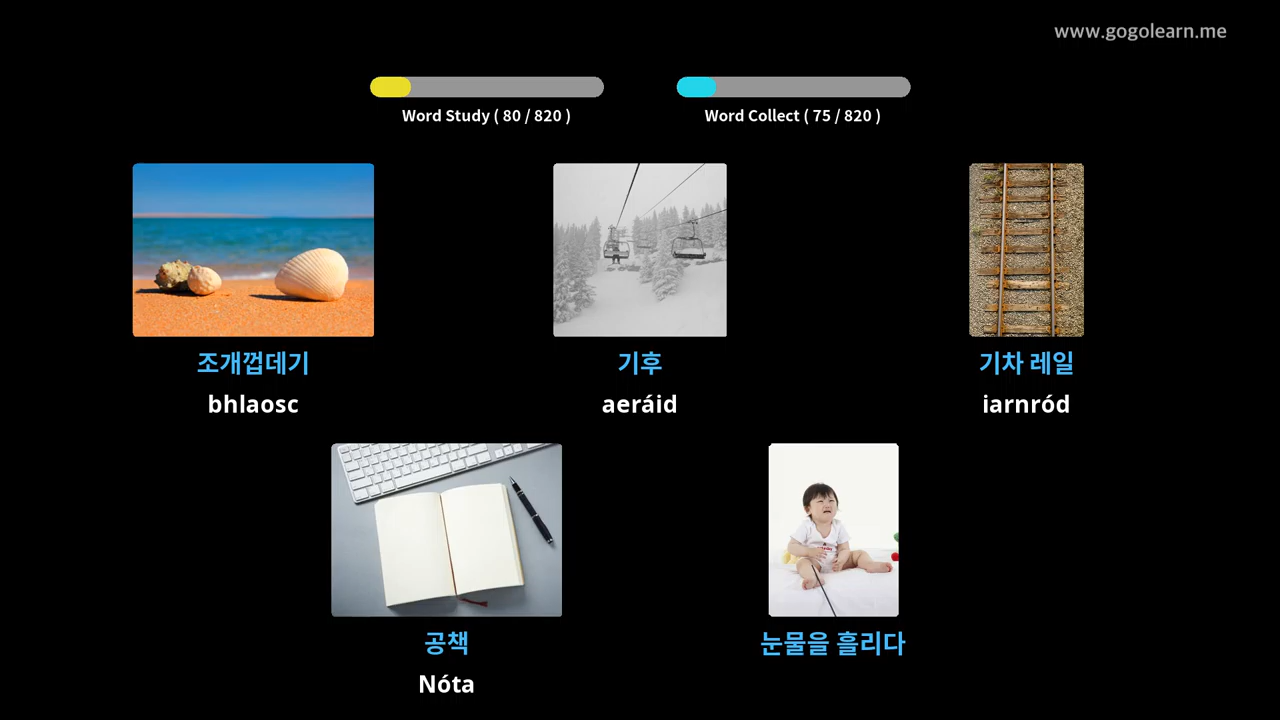 www.gogolearn.me
Word Study ( 80 / 820 )
Word Collect ( 75 / 820 )
조개껍데기
bhlaosc
기후
aeráid
기차 레일
iarnród
공책
Nóta
눈물을 흘리다